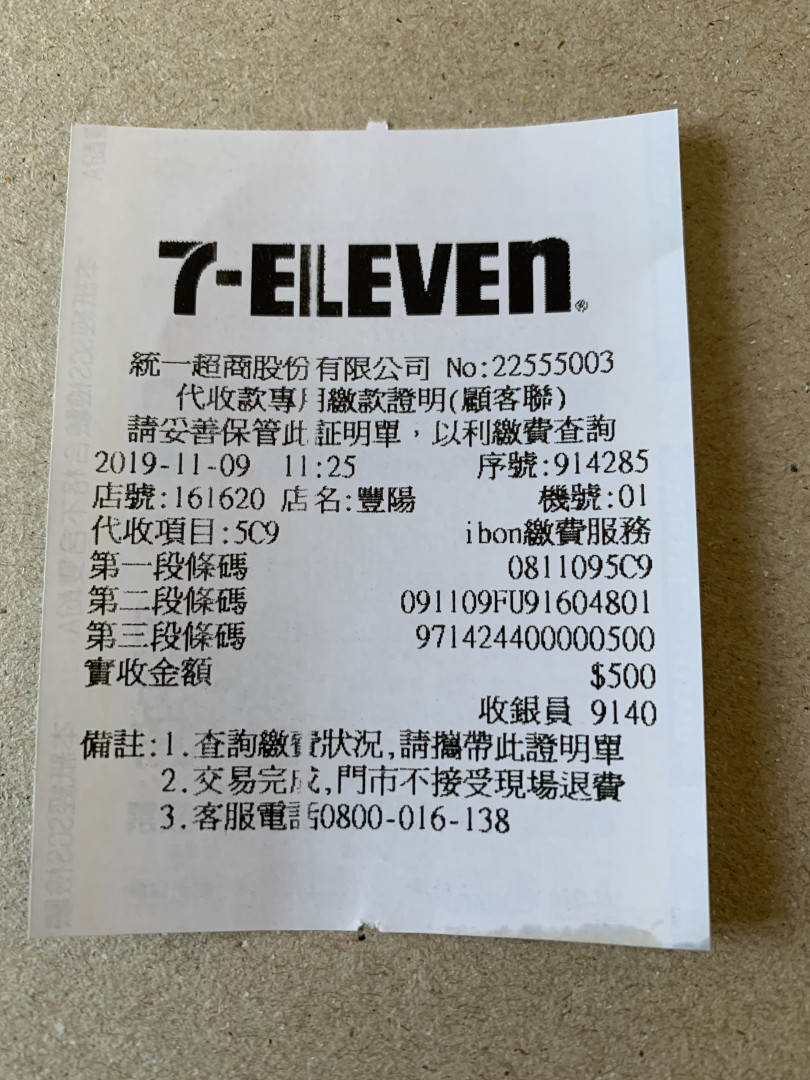 7-ELEVEn®
統一超商股份有限公司 No:22555003
代收款專用繳款證明(顧客聯)
請妥善保管此証明單，以利繳費查詢
2019-11-09 11:25 序號:914285
店號:161620 店名:豐陽 機號:01
代收項目:5C9 ibon繳費服務
第一段條碼 0811095C9
第二段條碼 091109FU91604801
第三段條碼 971424400000500
實收金額 $500
收銀員 9140
備註:1.查詢繳費狀況,請攜帶此證明單
2.交易完成,門市不接受現場退費
3.客服電話0800-016-138